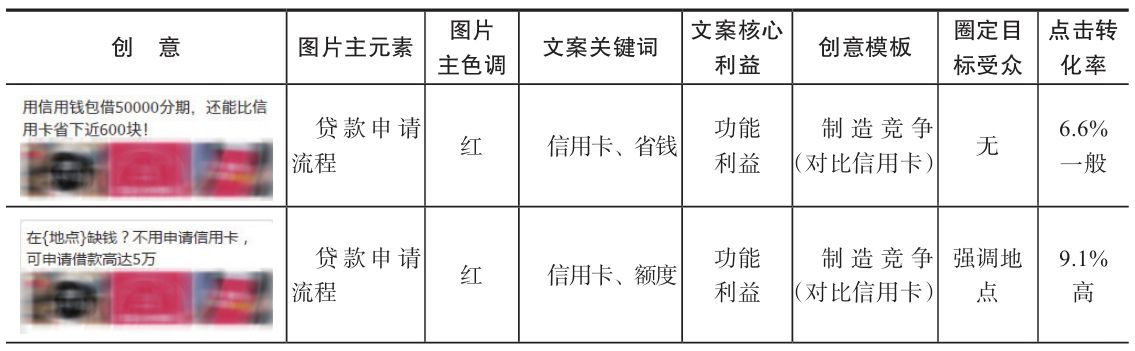 创 意
图片主元素
图片
主色调
文案关键词
文案核心
利益
创意模板
圈定目
标受众
点击转
化率
用信用钱包借50000分期，还能比信
用卡省下近600块！
贷款申请
流程
红
信用卡、省钱
功能
利益
制造竞争
(对比信用卡)
无
6.6%
一般
在{地点}缺钱？不用申请信用卡，
可申请借款高达5万
贷款申请
流程
红
信用卡、额度
功能
利益
制造竞争
(对比信用卡)
强调地
点
9.1%
高